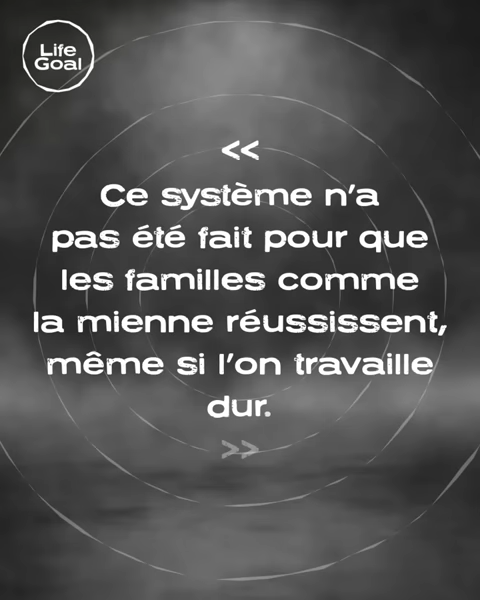 Life
Goal
<<
Ce système n'a
pas été fait pour que
les familles comme
la mienne réussissent,
même si l'on travaille
dur.
>>